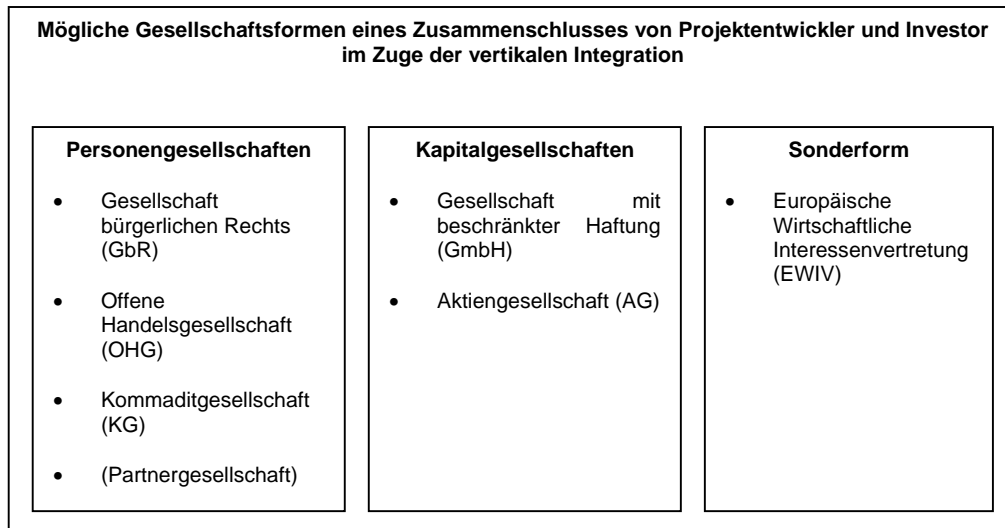 Mögliche Gesellschaftsformen eines Zusammenschlusses von Projektentwickler und Investor
im Zuge der vertikalen Integration
Personengesellschaften
• Gesellschaft
bürgerlichen Rechts
(GbR)
• Offene
Handelsgesellschaft
(OHG)
• Kommaditgesellschaft
(KG)
• (Partnergesellschaft)
Kapitalgesellschaften
• Gesellschaft mit
beschränkter Haftung
(GmbH)
• Aktiengesellschaft (AG)
Sonderform
• Europäische
Wirtschaftliche
Interessenvertretung
(EWIV)